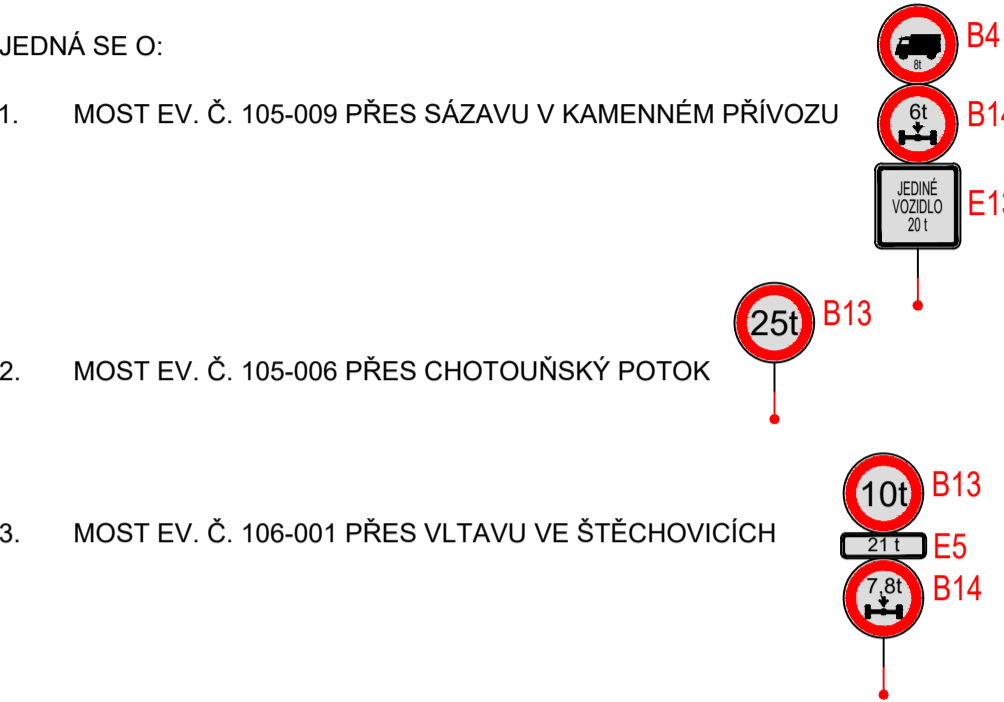 JEDNÁ SE O:
8t
B4
1. MOST EV. Č. 105-009 PŘES SÁZAVU V KAMENNÉM PŘÍVOZU
6t
B14
JEDINÉ
VOZIDLO
20 t
E13
25t
B13
2. MOST EV. Č. 105-006 PŘES CHOTOUŇSKÝ POTOK
10t
B13
3. MOST EV. Č. 106-001 PŘES VLTAVU VE ŠTĚCHOVICÍCH
21 t
E5
7,8t
B14